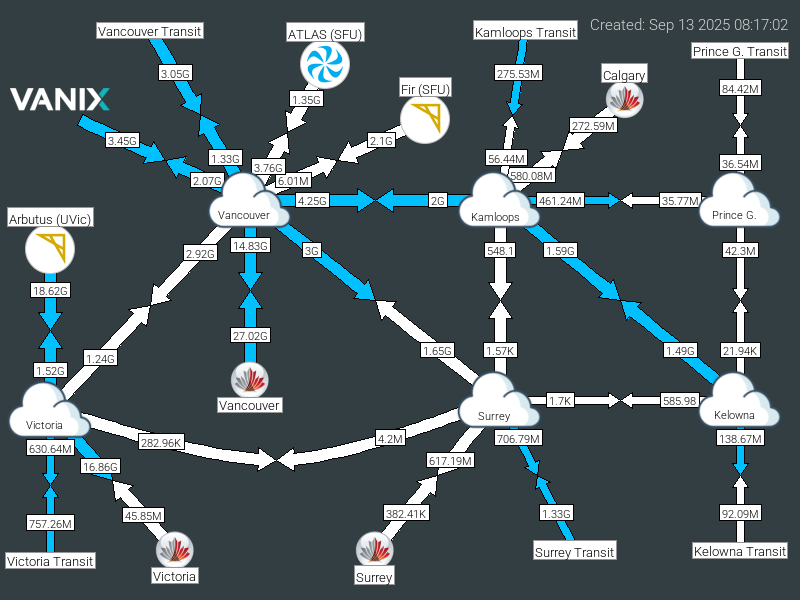 Created: Sep 13 2025 08:17:02
Vancouver Transit
ATLAS (SFU)
Kamloops Transit
Prince G. Transit
3.05G
275.53M
Calgary
84.42M
VANIX
1.35G
Fir (SFU)
272.59M
3.45G
2.1G
1.33G
3.76G
56.44M
36.54M
2.07G
6.01M
580.08M
4.25G
2G
461.24M
35.77M
Vancouver
Kamloops
Prince G.
Arbutus (UVic)
2.92G
14.83G
3G
548.1
1.59G
42.3M
18.62G
27.02G
1.24G
1.65G
1.57K
1.49G
21.94K
1.52G
Vancouver
1.7K
585.98
Victoria
Surrey
Kelowna
630.64M
282.96K
4.2M
706.79M
138.67M
16.86G
617.19M
757.26M
45.85M
382.41K
1.33G
92.09M
Victoria Transit
Victoria
Surrey
Surrey Transit
Kelowna Transit